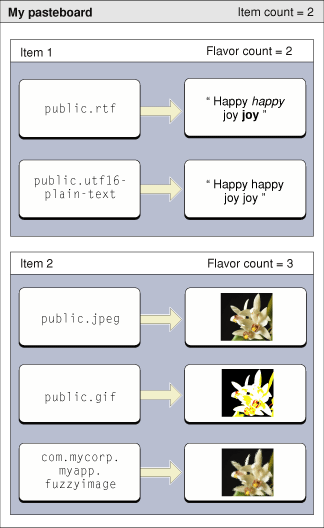 My pasteboard Item count = 2
Item 1 Flavor count = 2
public.rtf
“ Happy happy
joy joy ”
public.utf16-
plain-text
“ Happy happy
joy joy ”
Item 2 Flavor count = 3
public.jpeg
public.gif
com.mycorp.
myapp.
fuzzyimage